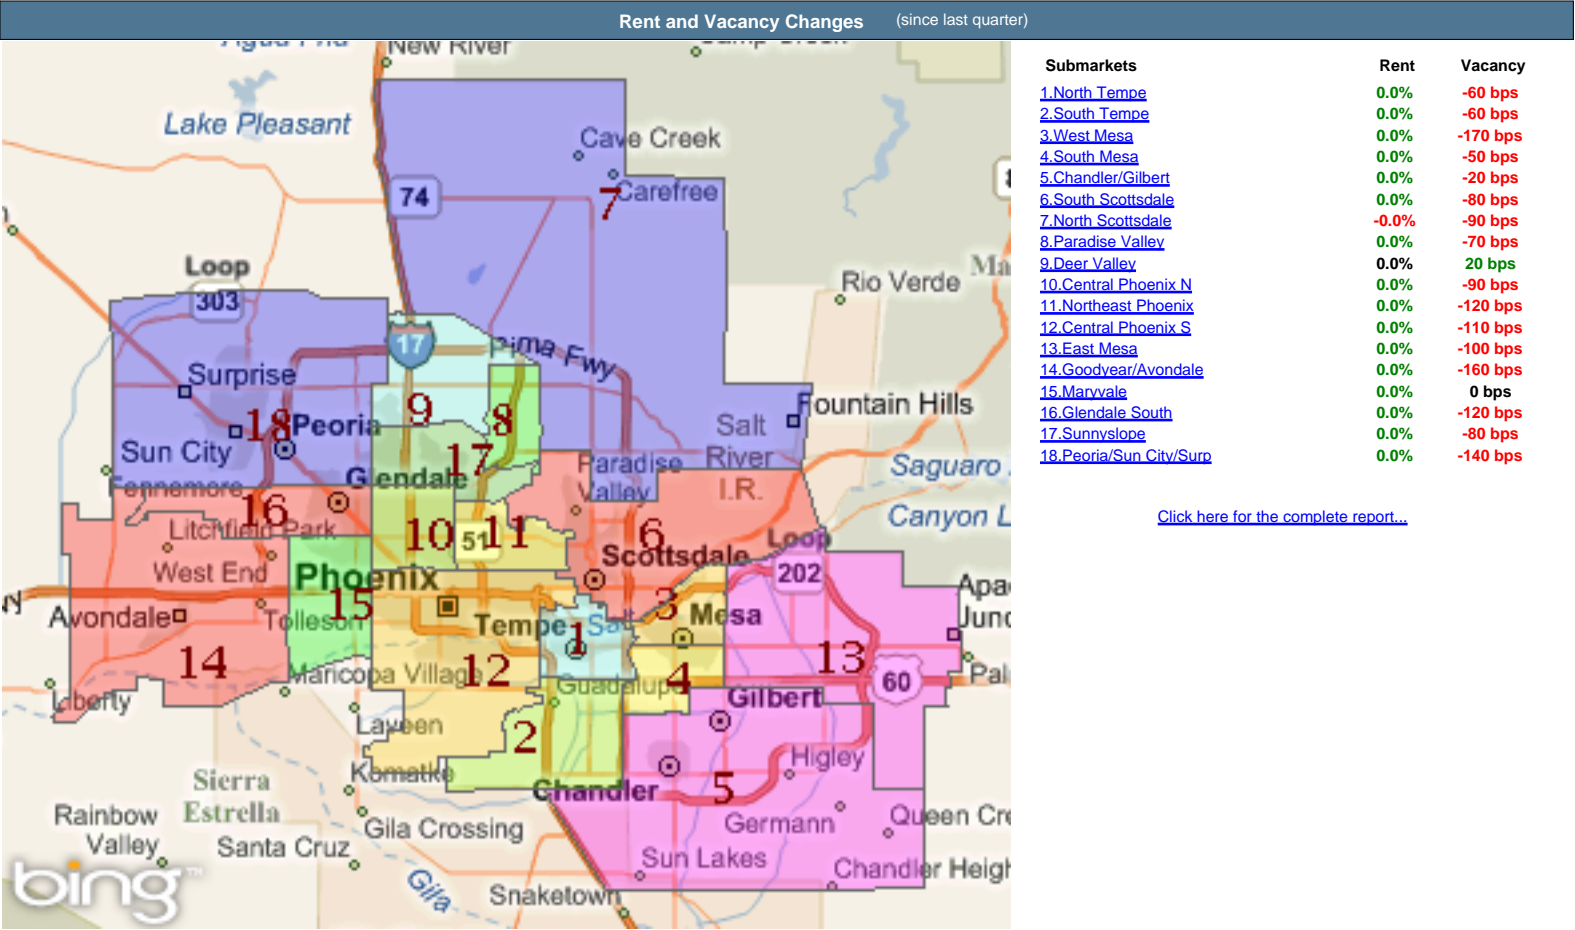 Rent and Vacancy Changes (since last quarter)
New River
Lake Pleasant
Cave Creek
74
7
Carefree
Loop
303
Rio Verde
17
Pima Fwy
Surprise
9
8
Fountain Hills
18
Peoria
Salt
River
I.R.
Sun City
17
Glendale
Paradise
Valley
Saguaro
Fennemore
16
Litchfield Park
10
51
11
6
Canyon L
Scottsdale
Loop
202
West End
Phoenix
15
3
Mesa
Apa
Junc
Avondale
Tolleson
Tempe
1
Salt
14
Maricopa Village
12
4
13
60
Pal
Liberty
Guadalupe
Gilbert
Laveen
2
Komatke
Higley
Chandler
5
Sierra
Estrella
Rainbow
Valley
Gila Crossing
Germann
Queen Cre
Santa Cruz
Sun Lakes
Chandler Heigh
bing™
Gila
Snaketown
Submarkets Rent Vacancy
1.North Tempe 0.0% -60 bps
2.South Tempe 0.0% -60 bps
3.West Mesa 0.0% -170 bps
4.South Mesa 0.0% -50 bps
5.Chandler/Gilbert 0.0% -20 bps
6.South Scottsdale 0.0% -80 bps
7.North Scottsdale -0.0% -90 bps
8.Paradise Valley 0.0% -70 bps
9.Deer Valley 0.0% 20 bps
10.Central Phoenix N 0.0% -90 bps
11.Northeast Phoenix 0.0% -120 bps
12.Central Phoenix S 0.0% -110 bps
13.East Mesa 0.0% -100 bps
14.Goodyear/Avondale 0.0% -160 bps
15.Maryvale 0.0% 0 bps
16.Glendale South 0.0% -120 bps
17.Sunnyslope 0.0% -80 bps
18.Peoria/Sun City/Surp 0.0% -140 bps
Click here for the complete report...